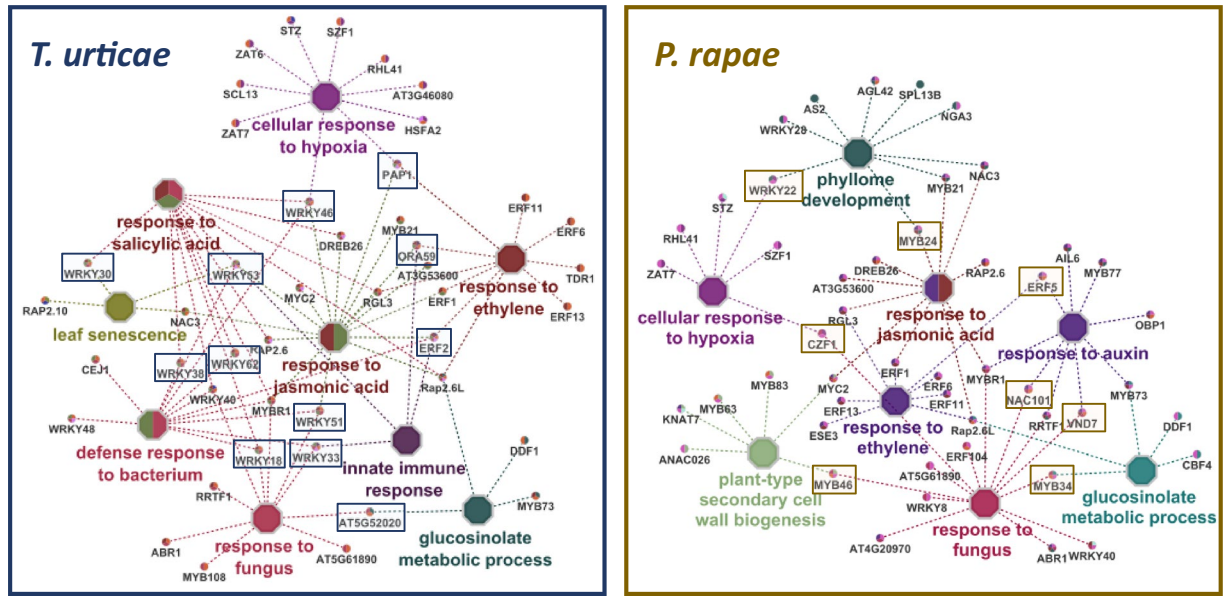 T. urticae
STZ
SZF1
ZAT6
RHL41
SCL13
AT3G46080
ZAT7
HSFA2
cellular response
to hypoxia
PAP1
WRKY46
ERF11
response to
salicylic acid
MYB21
ERF6
DREB26
ORA59
WRKY30
WRKY53
AT3G53600
TDR1
response to
ethylene
MYC2
RGL3
ERF1
RAP2.10
ERF13
leaf senescence
NAC3
RAP2.6
ERF2
CEJ1
WRKY38
WRKY62
response to
jasmonic acid
Rap2.6L
WRKY40
MYBR1
WRKY51
WRKY48
defense response
to bacterium
WRKY18
WRKY33
innate immune
response
DDF1
RRTF1
MYB73
AT5G52020
glucosinolate
metabolic process
ABR1
response to
fungus
AT5G61890
MYB108
P. rapae
AGL42
SPL13B
AS2
NGA3
WRKY28
phyllome
development
NAC3
WRKY22
MYB21
STZ
RHL41
MYB24
SZF1
AIL6
ZAT7
DREB26
RAP2.6
MYB77
AT3G53600
ERF5
cellular response
to hypoxia
RGL3
response to
jasmonic acid
OBP1
CZF1
response to auxin
ERF1
MYB83
MYC2
ERF6
MYBR1
MYB73
MYB63
ERF13
ERF11
NAC101
KNAT7
ESE3
response to
ethylene
Rap2.6L
RRTF1
VND7
DDF1
ANAC026
ERF104
CBF4
plant-type
secondary cell
wall biogenesis
MYB46
AT5G61890
MYB34
glucosinolate
metabolic process
WRKY8
response to
fungus
AT4G20970
ABR1
WRKY40